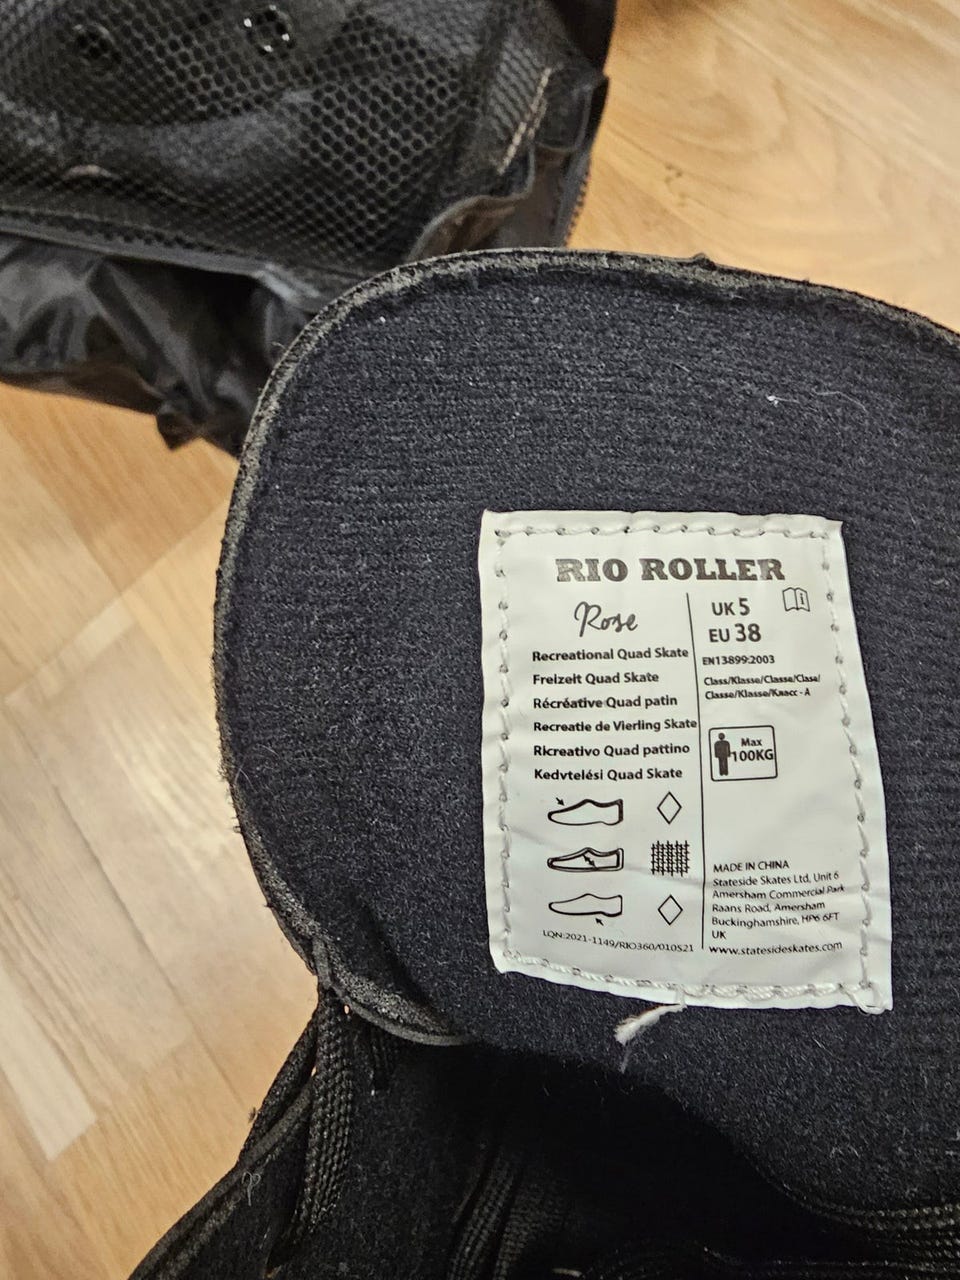 RIO ROLLER
Rose
Recreational Quad Skate
Freizeit Quad Skate
Récréative Quad patin
Recreatie de Vierling Skate
Ricreativo Quad pattino
Kedvtelési Quad Skate
LQN:2021-1149/RIO360/010S21
UK 5
EU 38
EN13899:2003
Class/Klasse/Classe/Clase/
Classe/Klasse/Класс - A
Max
100KG
MADE IN CHINA
Stateside Skates Ltd, Unit 6
Amersham Commercial Park
Raans Road, Amersham
Buckinghamshire, HP6 6FT
UK
www.statesideskates.com